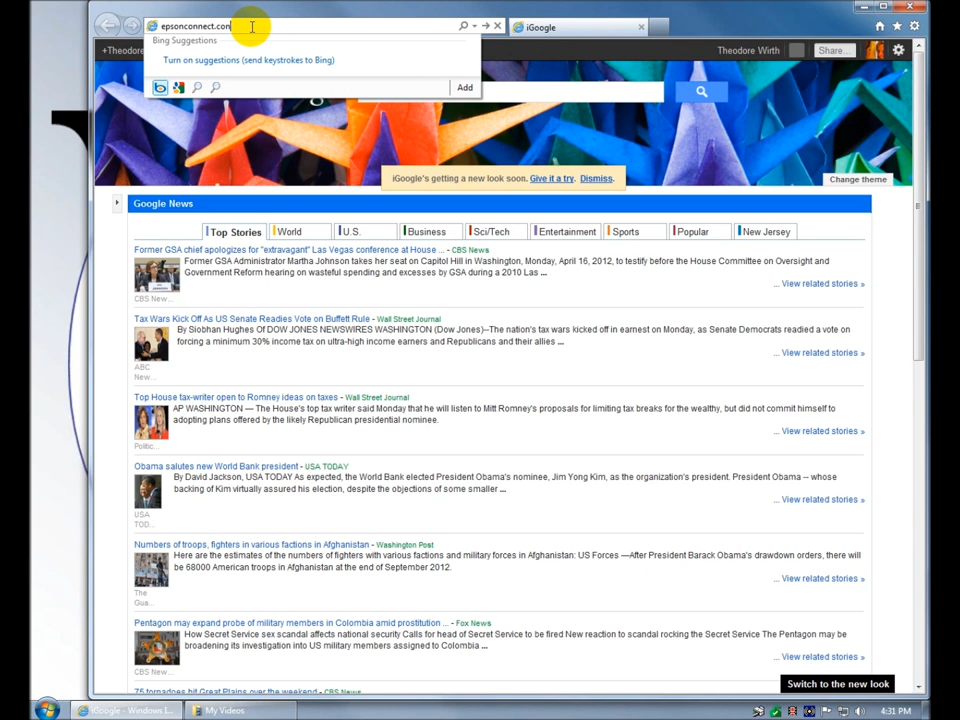 epsonconnect.con
iGoogle
Bing Suggestions
Turn on suggestions (send keystrokes to Bing)
Add
+Theodore
Theodore Wirth
Share...
iGoogle's getting a new look soon. Give it a try. Dismiss.
Change theme
Google News
Top Stories World U.S. Business Sci/Tech Entertainment Sports Popular New Jersey
Former GSA chief apologizes for "extravagant" Las Vegas conference at House ... - CBS News
Former GSA Administrator Martha Johnson takes her seat on Capitol Hill in Washington, Monday, April 16, 2012, to testify before the House Committee on Oversight and
Government Reform hearing on wasteful spending and excesses by GSA during a 2010 Las ...
... View related stories »
CBS New...
Tax Wars Kick Off As US Senate Readies Vote on Buffett Rule - Wall Street Journal
By Siobhan Hughes Of DOW JONES NEWSWIRES WASHINGTON (Dow Jones)--The nation's tax wars kicked off in earnest on Monday, as Senate Democrats readied a vote on
forcing a minimum 30% income tax on ultra-high income earners and Republicans and their allies ...
... View related stories »
ABC
New...
Top House tax-writer open to Romney ideas on taxes - Wall Street Journal
AP WASHINGTON — The House's top tax writer said Monday that he will listen to Mitt Romney's proposals for limiting tax breaks for the wealthy, but did not commit himself to
adopting plans offered by the likely Republican presidential nominee.
... View related stories »
Politic...
Obama salutes new World Bank president - USA TODAY
By David Jackson, USA TODAY As expected, the World Bank elected President Obama's nominee, Jim Yong Kim, as the organization's president. President Obama -- whose
backing of Kim virtually assured his election, despite the objections of some smaller ...
... View related stories »
USA
TOD...
Numbers of troops, fighters in various factions in Afghanistan - Washington Post
Here are the estimates of the numbers of fighters with various factions and military forces in Afghanistan: US Forces —After President Barack Obama's drawdown orders, there will
be 68000 American troops in Afghanistan at the end of September 2012.
... View related stories »
The
Gua...
Pentagon may expand probe of military members in Colombia amid prostitution ... - Fox News
How Secret Service sex scandal affects national security Calls for head of Secret Service to be fired New reaction to scandal rocking the Secret Service The Pentagon may be
broadening its investigation into US military members assigned to Colombia ...
... View related stories »
CBS New...
75 tornadoes hit Great Plains over the weekend - CBS News
Switch to the new look
iGoogle - Windows I...
My Videos
4:31 PM